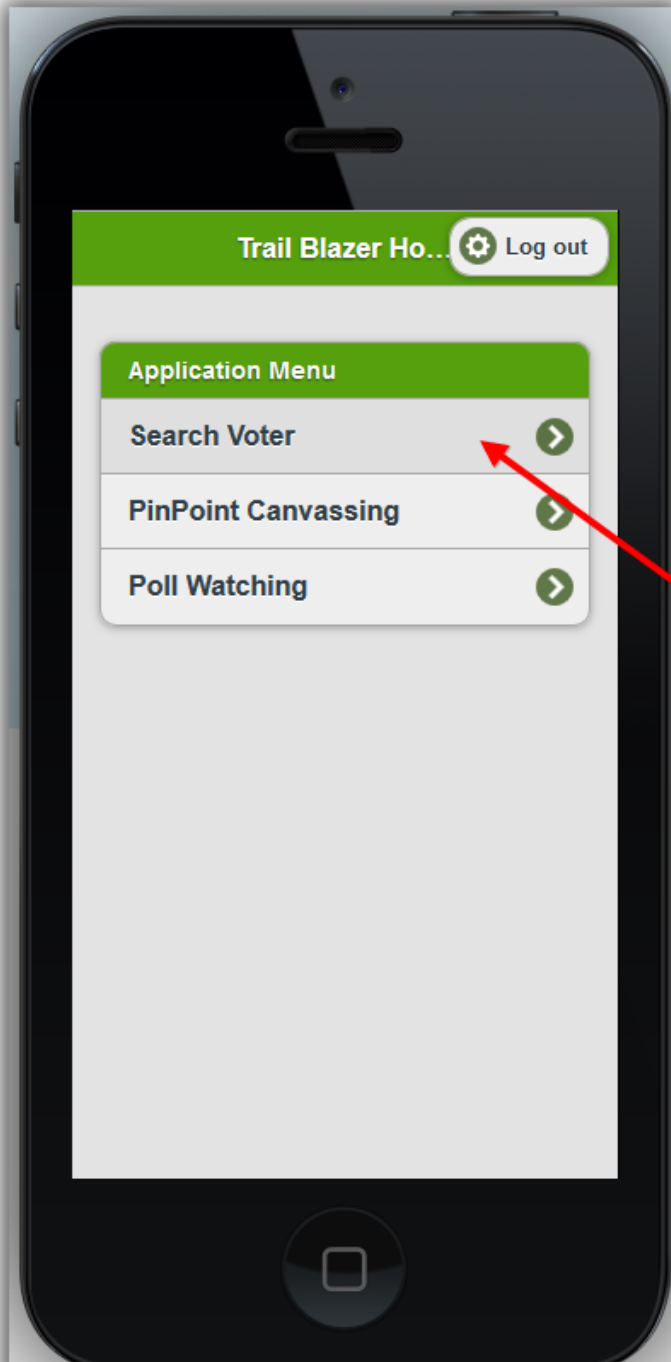 Trail Blazer Ho... Log out
Application Menu
Search Voter
PinPoint Canvassing
Poll Watching